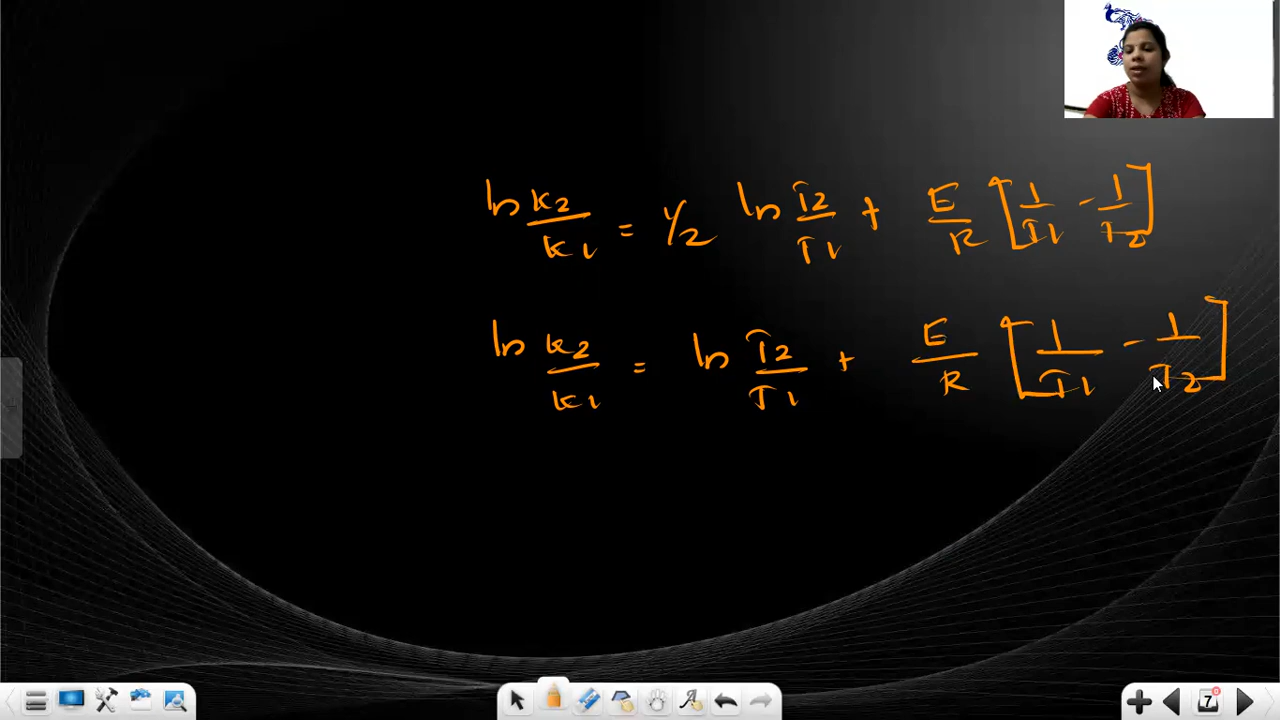 ln K2/K1 = 1/2 ln T2/T1 + E/R [1/T1 - 1/T2]
ln K2/K1 = ln T2/T1 + E/R [1/T1 - 1/T2]
7